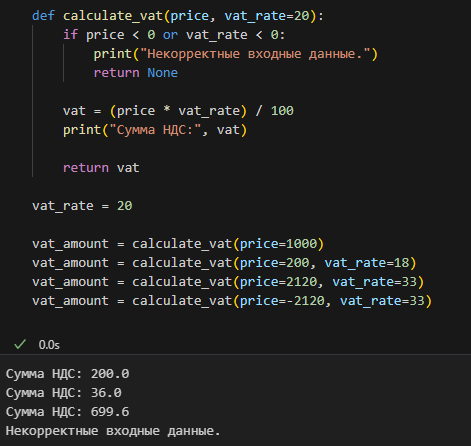 def calculate_vat(price, vat_rate=20):
    if price < 0 or vat_rate < 0:
        print("Некорректные входные данные.")
        return None

    vat = (price * vat_rate) / 100
    print("Сумма НДС:", vat)

    return vat

vat_rate = 20

vat_amount = calculate_vat(price=1000)
vat_amount = calculate_vat(price=200, vat_rate=18)
vat_amount = calculate_vat(price=2120, vat_rate=33)
vat_amount = calculate_vat(price=-2120, vat_rate=33)

✓ 0.0s
Сумма НДС: 200.0
Сумма НДС: 36.0
Сумма НДС: 699.6
Некорректные входные данные.